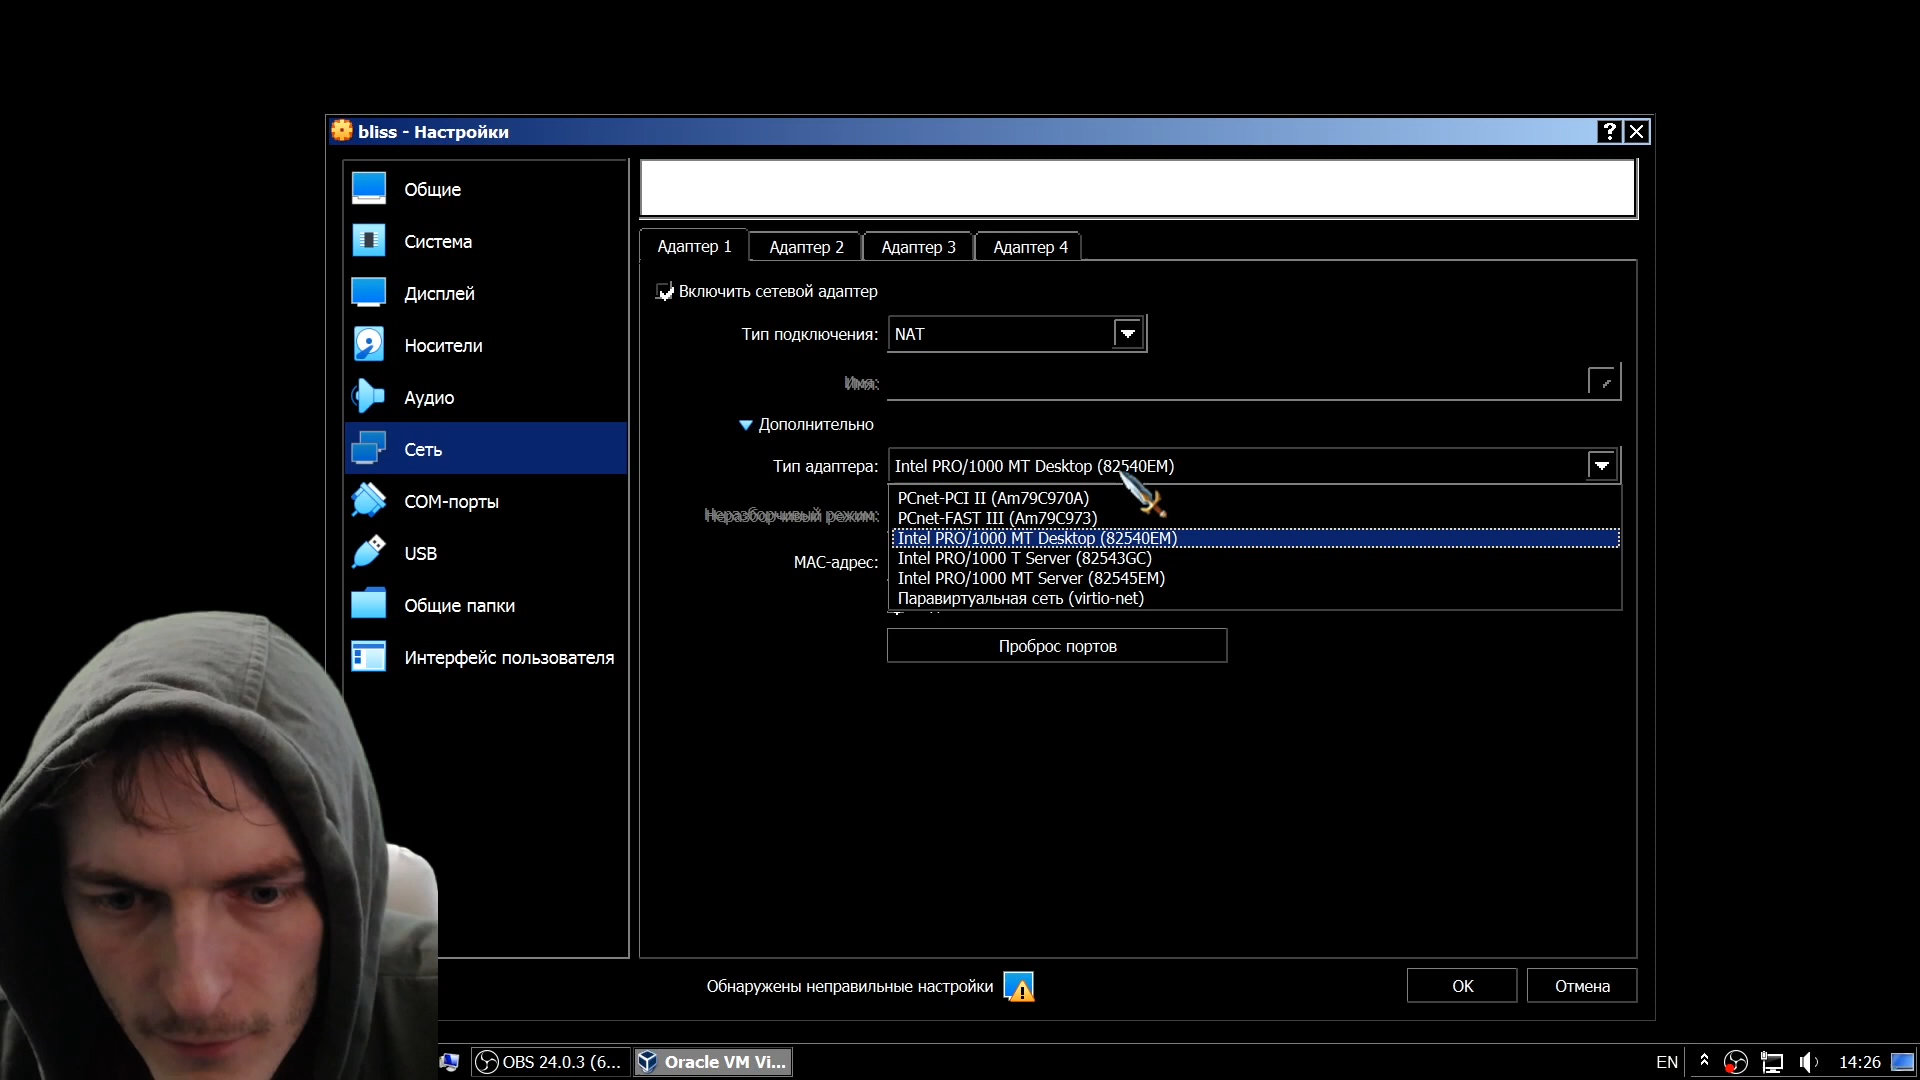 bliss - Настройки
Общие
Система
Дисплей
Носители
Аудио
Сеть
COM-порты
USB
Общие папки
Интерфейс пользователя
Адаптер 1
Адаптер 2
Адаптер 3
Адаптер 4
Включить сетевой адаптер
Тип подключения: NAT
Имя:
Дополнительно
Тип адаптера: Intel PRO/1000 MT Desktop (82540EM)
Неразборчивый режим:
MAC-адрес:
PCnet-PCI II (Am79C970A)
PCnet-FAST III (Am79C973)
Intel PRO/1000 MT Desktop (82540EM)
Intel PRO/1000 T Server (82543GC)
Intel PRO/1000 MT Server (82545EM)
Паравиртуальная сеть (virtio-net)
Проброс портов
Обнаружены неправильные настройки
OK
Отмена
OBS 24.0.3 (6...
Oracle VM Vi...
EN
14:26